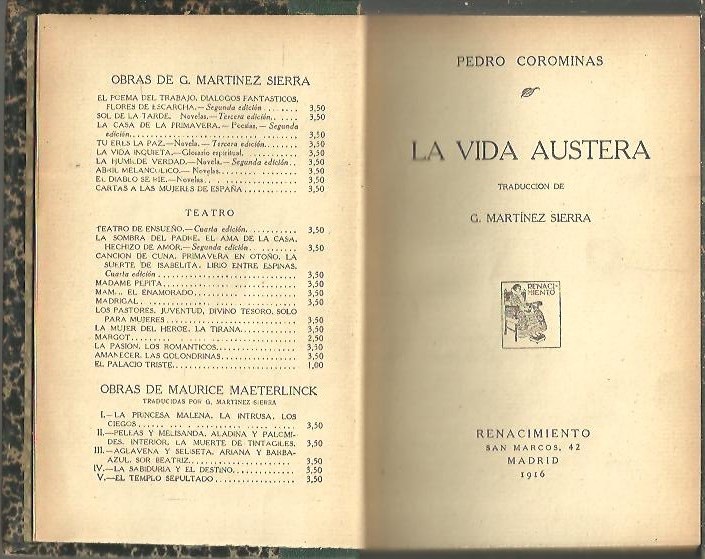 OBRAS DE G. MARTINEZ SIERRA
EL POEMA DEL TRABAJO, DIALOGOS FANTASTICOS,
FLORES DE ESCARCHA.—Segunda edición ....... 3,50
SOL DE LA TARDE. Novelas.—Tercera edición...... 3,50
LA CASA DE LA PRIMAVERA.—Poesías.—Segunda
edición........ 3,50
TU ERES LA PAZ.—Novela.—Tercera edición....... 3,50
LA VIDA INQUIETA.—Glosario espiritual. ....... 3,50
LA HUMILDE VERDAD.—Novela.—Segunda edición.. 3,50
ABRIL MELANCOLICO.—Novelas........ 3,50
EL DIABLO SE RIE.—Novelas........ 3,50
CARTAS A LAS MUJERES DE ESPAÑA........ 3,50
TEATRO
TEATRO DE ENSUEÑO.—Cuarta edición.......... 3,50
LA SOMBRA DEL PADRE, EL AMA DE LA CASA,
HECHIZO DE AMOR.—Segunda edición.......... 3,50
CANCION DE CUNA, PRIMAVERA EN OTOÑO, LA
SUERTE DE ISABELITA, LIRIO ENTRE ESPINAS.
Cuarta edición........ 3,50
MADAME PEPITA........ 3,50
MAM... EL ENAMORADO........ 3,50
MADRIGAL........ 3,50
LOS PASTORES, JUVENTUD, DIVINO TESORO, SOLO
PARA MUJERES........ 3,50
LA MUJER DEL HEROE, LA TIRANA........ 3,50
MARGOT........ 2,50
LA PASION, LOS ROMANTICOS........ 3,50
AMANECER, LAS GOLONDRINAS........ 3,50
EL PALACIO TRISTE........ 1,00
OBRAS DE MAURICE MAETERLINCK
TRADUCIDAS POR G. MARTINEZ SIERRA
I.—LA PRINCESA MALENA, LA INTRUSA, LOS
CIEGOS........ 3,50
II.—PELEAS Y MELISANDA, ALADINA Y PALOMI-
DES, INTERIOR, LA MUERTE DE TINTAGILES. 3,50
III.—AGLAVENA Y SELISETA, ARIANA Y BARBA-
AZUL, SOR BEATRIZ........ 3,50
IV.—LA SABIDURIA Y EL DESTINO........ 3,50
V.—EL TEMPLO SEPULTADO........ 3,50
PEDRO COROMINAS
LA VIDA AUSTERA
TRADUCCION DE
G. MARTÍNEZ SIERRA
RENACI-
MIENTO
RENACIMIENTO
SAN MARCOS, 42
MADRID
1916